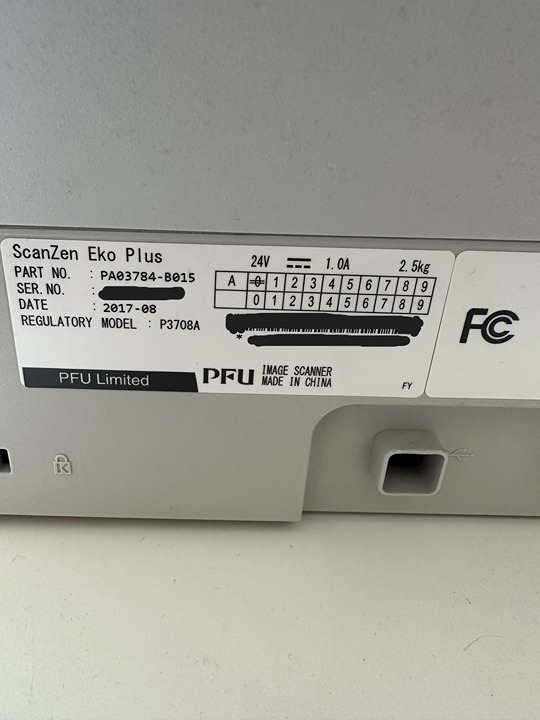 ScanZen Eko Plus
PART NO. : PA03784-B015
SER.NO. :
DATE : 2017-08
REGULATORY MODEL : P3708A
PFU Limited
24V 1.0A 2.5kg
A 0 1 2 3 4 5 6 7 8 9
0 1 2 3 4 5 6 7 8 9
*
PFU IMAGE SCANNER
MADE IN CHINA
FY
FC